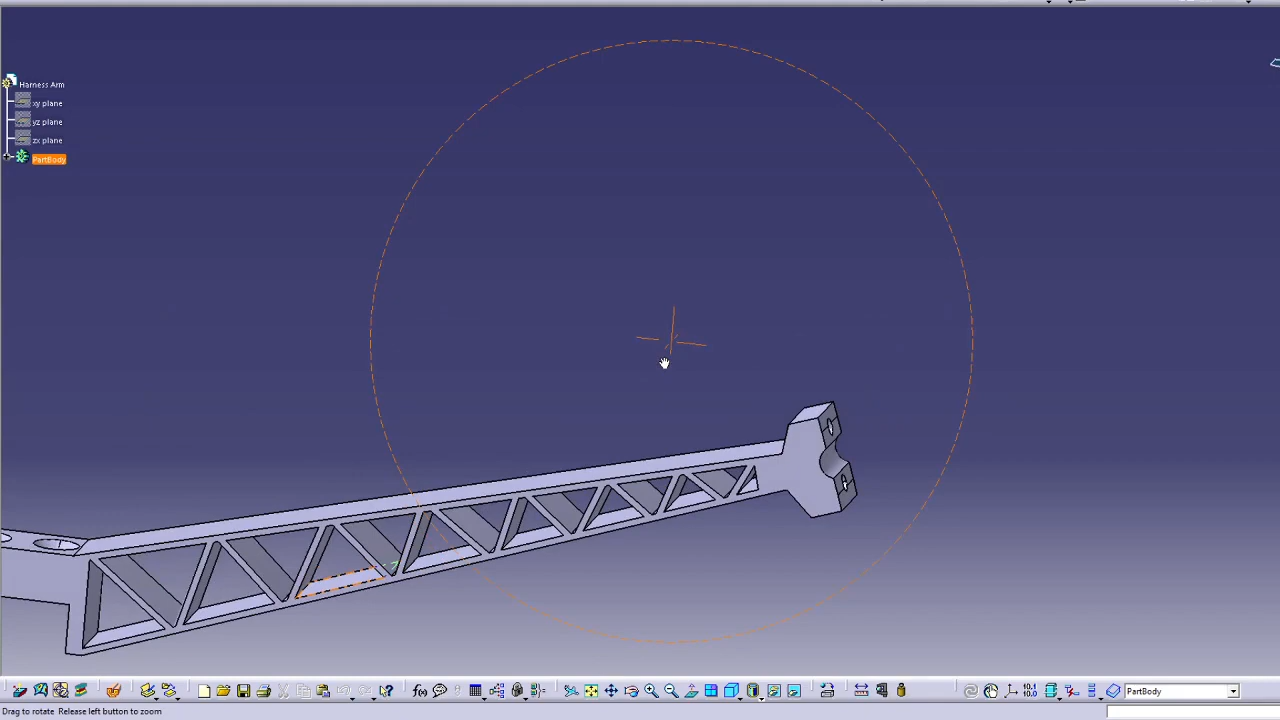 Harness Arm
xy plane
yz plane
zx plane
PartBody
PartBody
Drag to rotate Release left button to zoom